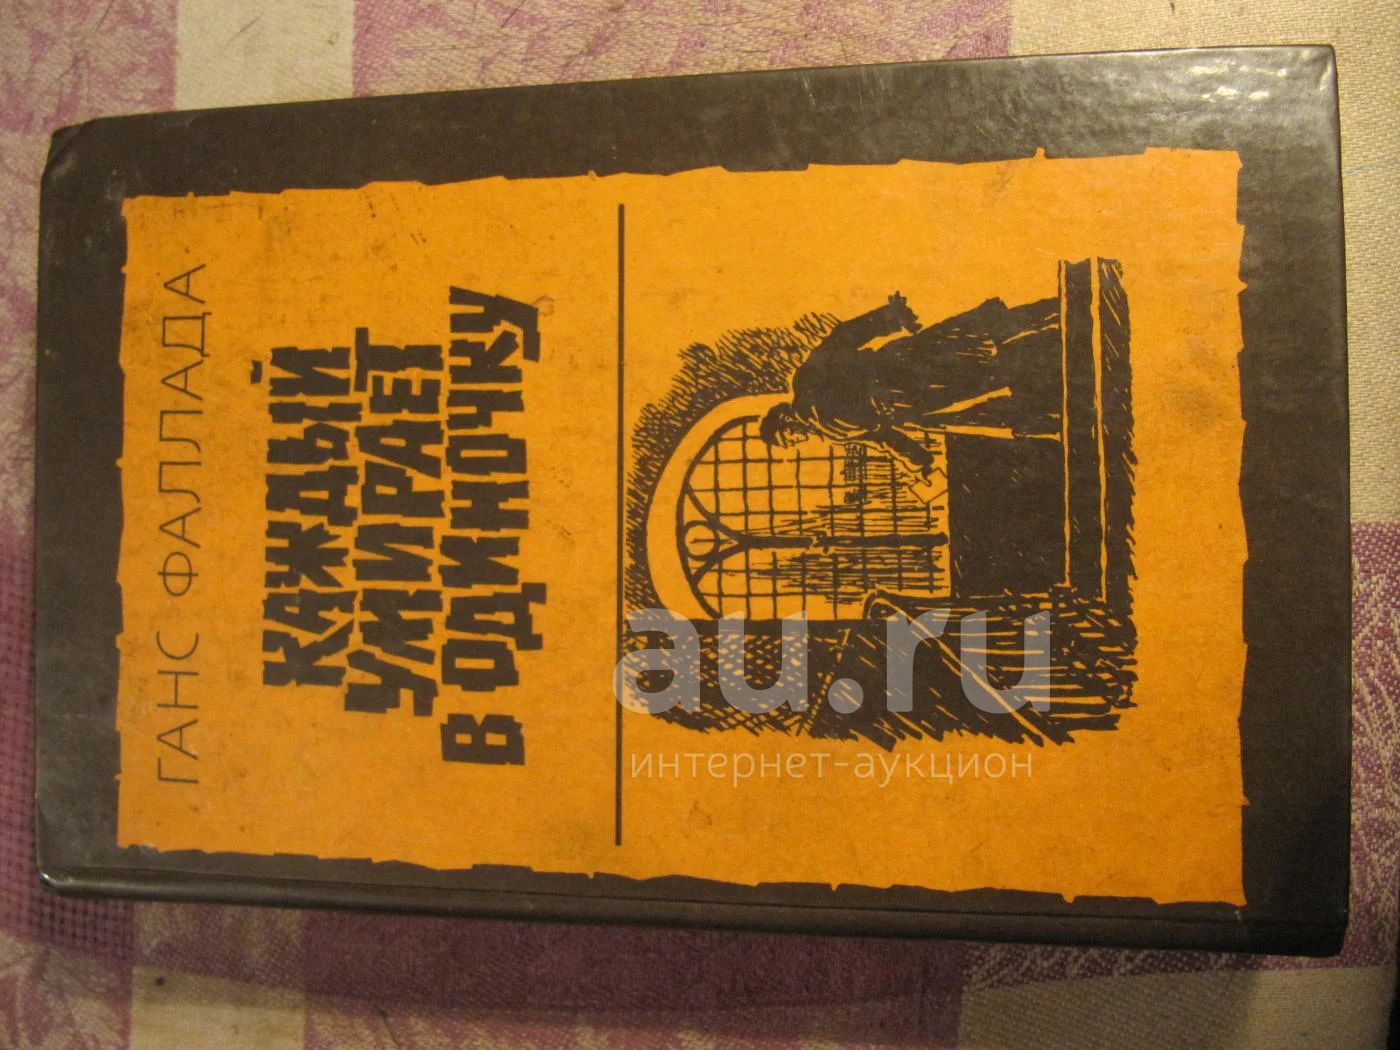 ГАНС ФАЛЛАДА
КАЖДЫЙ
УМИРАЕТ
В ОДИНОЧКУ
au.ru
интернет-аукцион